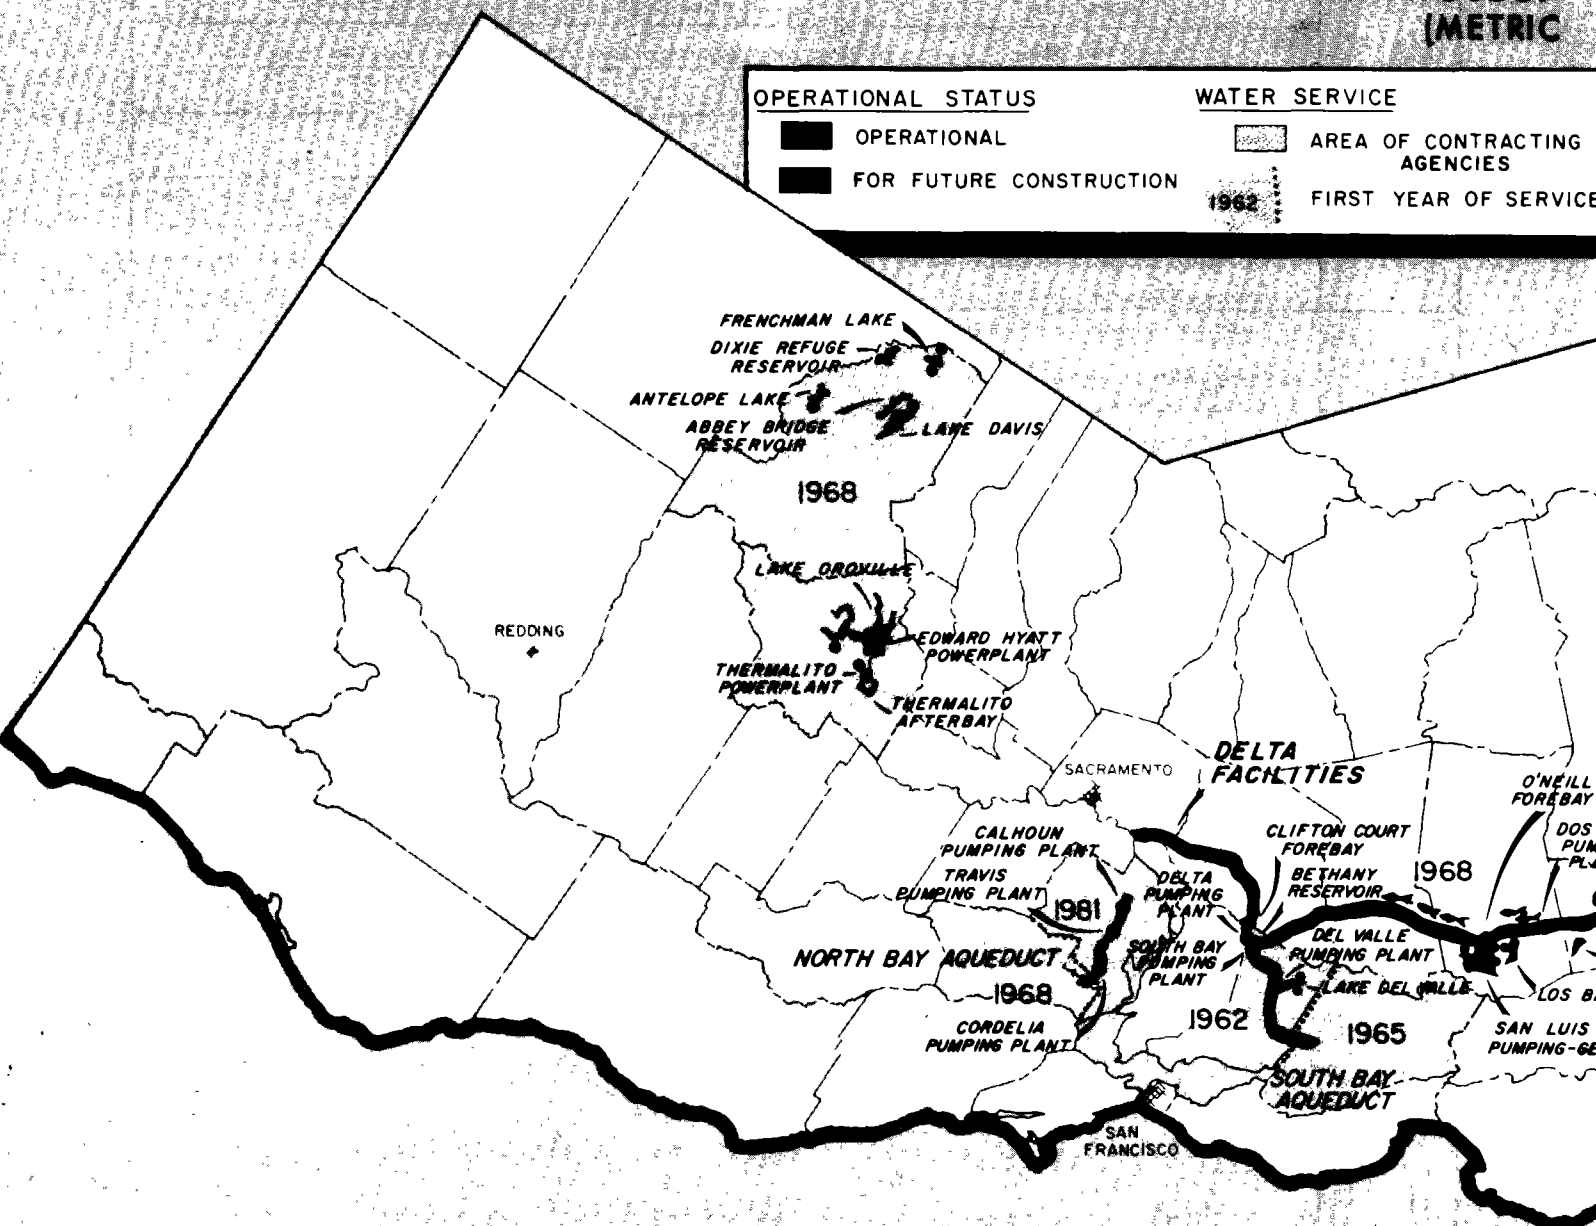 (METRIC
OPERATIONAL STATUS
OPERATIONAL
FOR FUTURE CONSTRUCTION
WATER SERVICE
AREA OF CONTRACTING
AGENCIES
1962
FIRST YEAR OF SERVICE
FRENCHMAN LAKE
DIXIE REFUGE
RESERVOIR
ANTELOPE LAKE
ABBEY BRIDGE
RESERVOIR
LAKE DAVIS
1968
LAKE OROVILLE
REDDING
EDWARD HYATT
POWERPLANT
THERMALITO
POWERPLANT
THERMALITO
AFTERBAY
SACRAMENTO
DELTA
FACILITIES
O'NEILL
FOREBAY
CALHOUN
PUMPING PLANT
CLIFTON COURT
FOREBAY
DOS
TRAVIS
PUMPING PLANT
1981
DELTA
PUMPING
PLANT
BETHANY
RESERVOIR
1968
NORTH BAY AQUEDUCT
SOUTH BAY
PUMPING
PLANT
DEL VALLE
PUMPING PLANT
LAKE DEL VALLE
1968
LOS
CORDELIA
PUMPING PLANT
1962
1965
SAN LUIS
PUMPING-GE
SOUTH BAY
AQUEDUCT
SAN
FRANCISCO